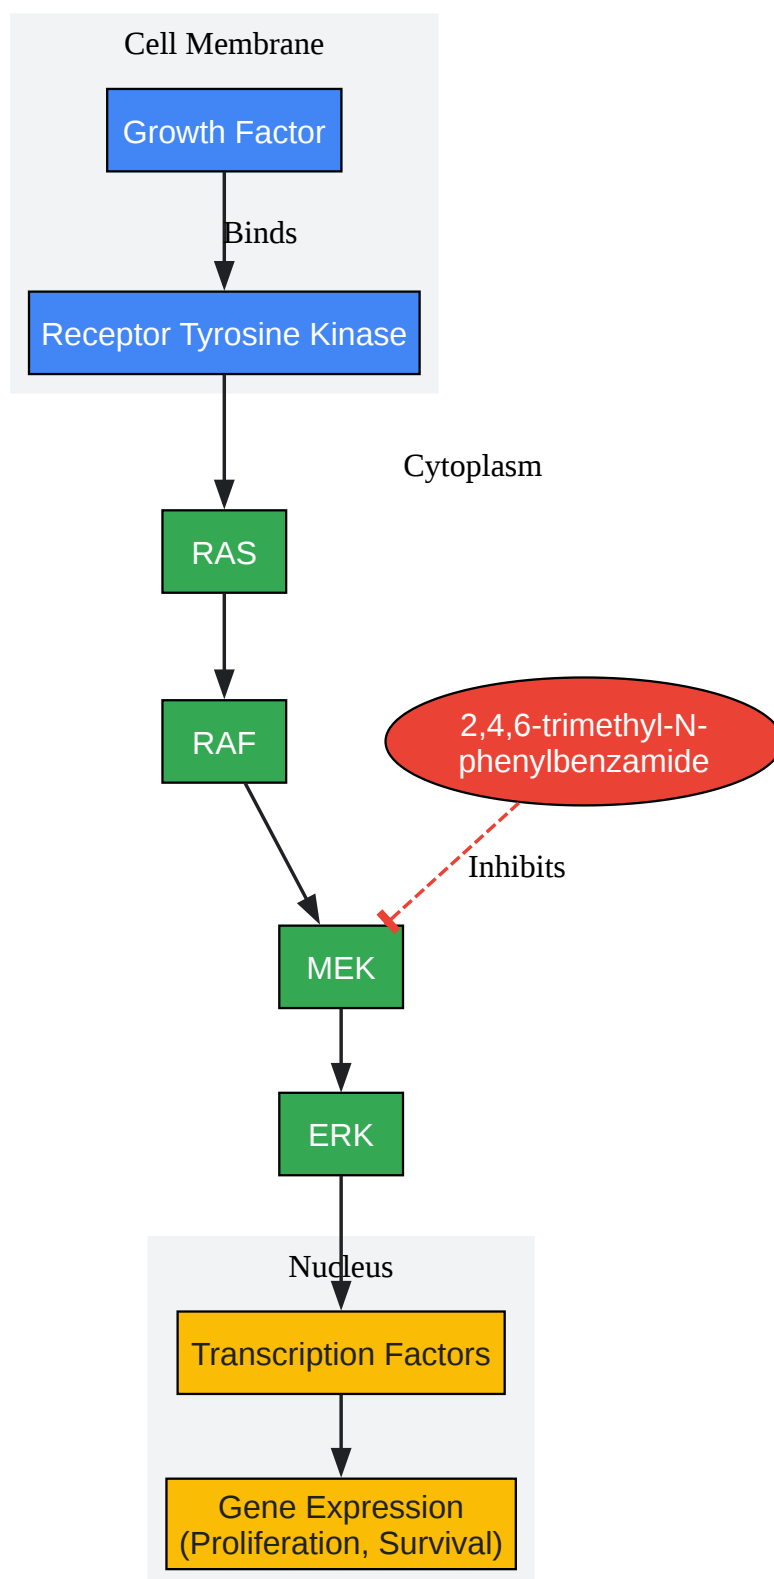 Cell Membrane
Growth Factor
Binds
Receptor Tyrosine Kinase
Cytoplasm
RAS
RAF
2,4,6-trimethyl-N-
phenylbenzamide
Inhibits
MEK
ERK
Nucleus
Transcription Factors
Gene Expression
(Proliferation, Survival)